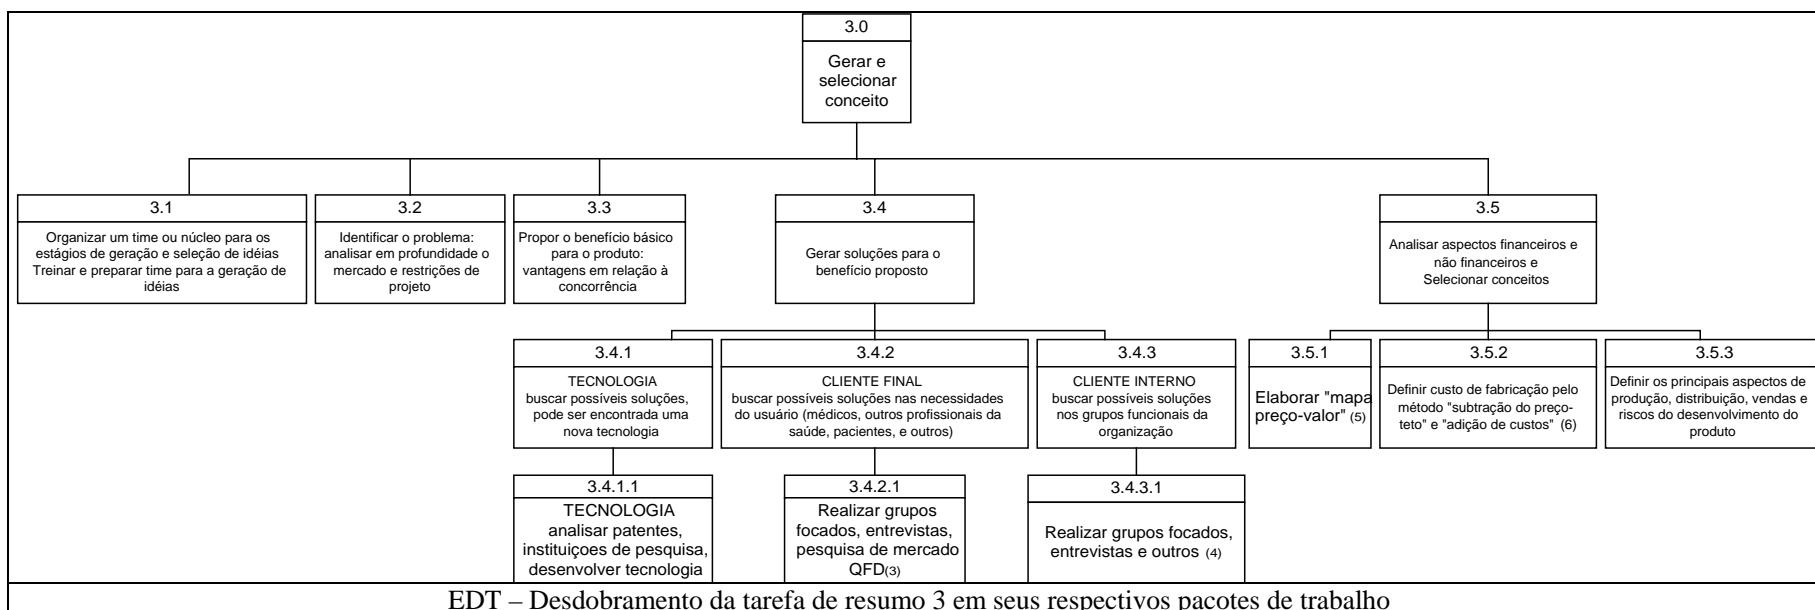 3.0
Gerar e
selecionar
conceito
3.1
Organizar um time ou núcleo para os
estágios de geração e seleção de idéias
Treinar e preparar time para a geração de
idéias
3.2
Identificar o problema:
analisar em profundidade o
mercado e restrições de
projeto
3.3
Propor o benefício básico
para o produto:
vantagens em relação à
concorrência
3.4
Gerar soluções para o
benefício proposto
3.5
Analisar aspectos financeiros e
não financeiros e
Selecionar conceitos
3.4.1
TECNOLOGIA
buscar possíveis soluções,
pode ser encontrada uma
nova tecnologia
3.4.2
CLIENTE FINAL
buscar possíveis soluções nas necessidades
do usuário (médicos, outros profissionais da
saúde, pacientes, e outros)
3.4.3
CLIENTE INTERNO
buscar possíveis soluções
nos grupos funcionais da
organização
3.5.1
Elaborar "mapa
preço-valor" (5)
3.5.2
Definir custo de fabricação pelo
método "subtração do preço-
teto" e "adição de custos" (6)
3.5.3
Definir os principais aspectos de
produção, distribuição, vendas e
riscos do desenvolvimento do
produto
3.4.1.1
TECNOLOGIA
analisar patentes,
instituiçoes de pesquisa,
desenvolver tecnologia
3.4.2.1
Realizar grupos
focados, entrevistas,
pesquisa de mercado
QFD(3)
3.4.3.1
Realizar grupos focados,
entrevistas e outros (4)
EDT – Desdobramento da tarefa de resumo 3 em seus respectivos pacotes de trabalho